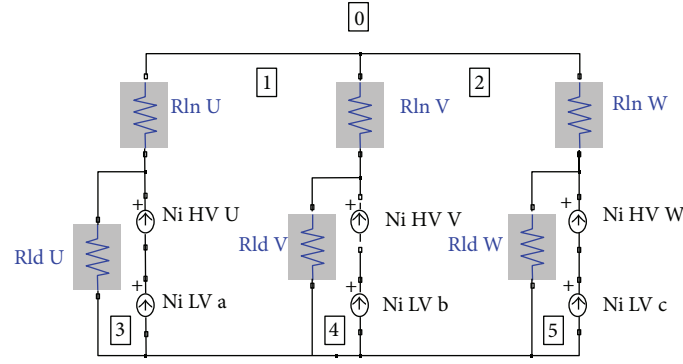 0
1
2
Rln U
Rln V
Rln W
+
Ni HV U
+
Ni HV V
+
Ni HV W
Rld U
Rld V
Rld W
+
Ni LV a
+
Ni LV b
+
Ni LV c
3
4
5